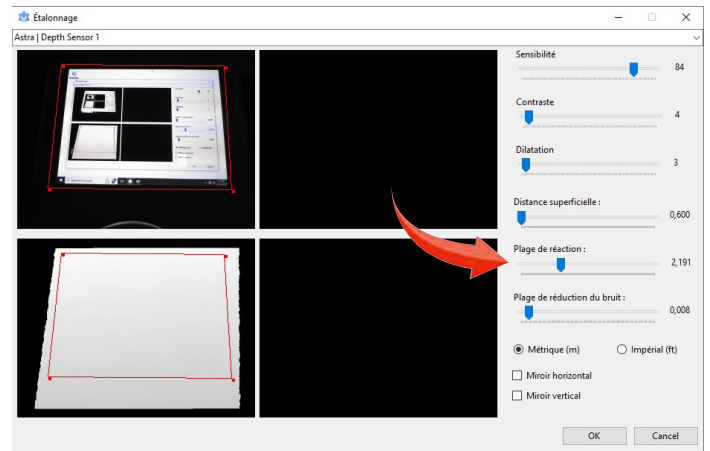 Étalonnage
Astra | Depth Sensor 1
Sensibilité
84
Contraste
4
Dilatation
3
Distance superficielle :
0,600
Plage de réaction :
2,191
Plage de réduction du bruit :
0,008
Métrique (m)
Impérial (ft)
Miroir horizontal
Miroir vertical
OK
Cancel